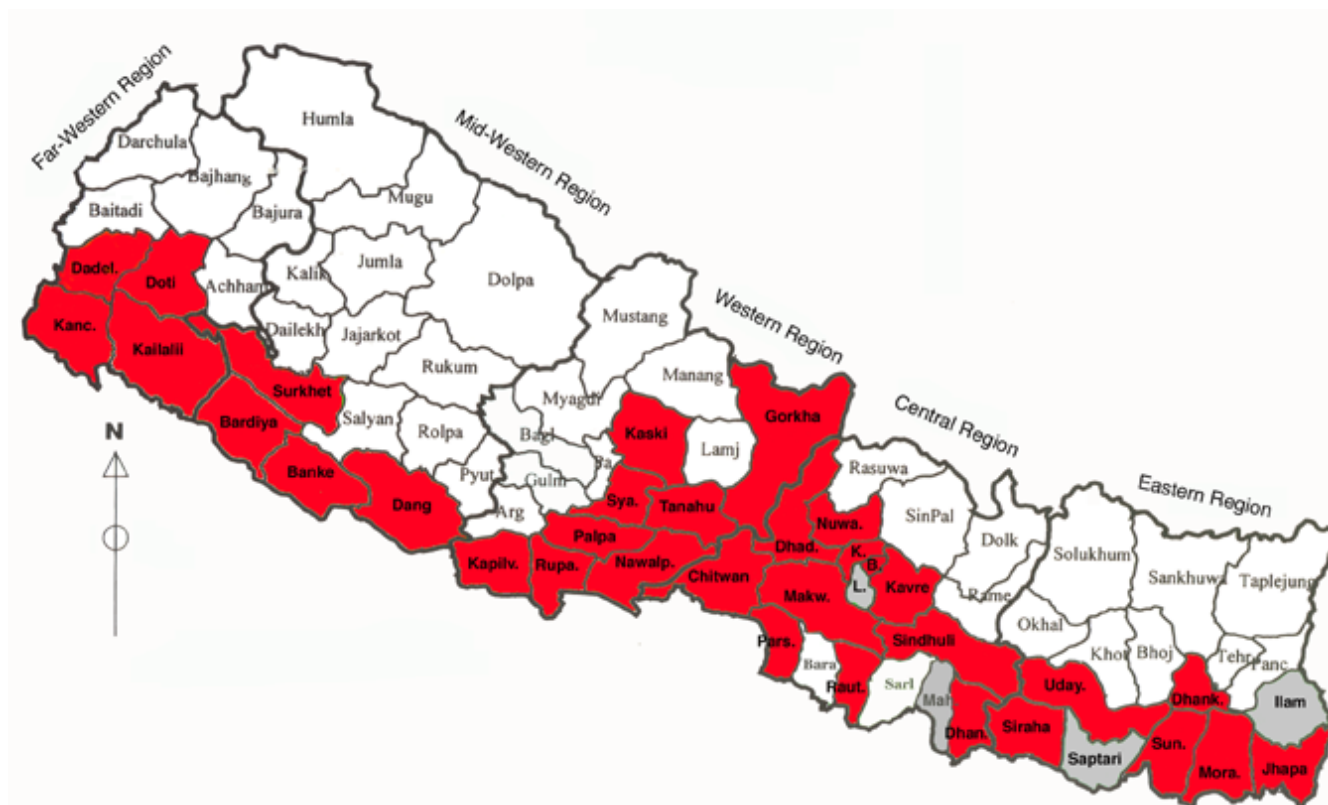 Far-Western Region
Mid-Western Region
Western Region
Central Region
Eastern Region
Humla
Darchula
Bajhang
Mugu
Baitadi
Bajura
Jumla
Dadel.
Doti
Achham
Kalik
Dolpa
Mustang
Kanc.
Kailalii
Dailekh
Jajarkot
Rukum
Manang
Surkhet
Myagdi
Gorkha
Salyan
Bardiya
Rolpa
Bagl
Kaski
Lamj
N
Banke
Pyut
Gulm
Pa
Rasuwa
Dang
Arg
Sya.
Tanahu
Nuwa.
SinPal
Dolk
Solukhum
Sankhuwa
Taplejung
Palpa
Dhad.
K.
B.
Kapilv.
Rupa.
Nawalp.
Chitwan
L.
Kavre
Makw.
Rame
Okhal
Pars.
Sindhuli
Khot
Bhoj
Tehr
Panc.
Bara
Raut.
Sarl
Mah
Uday.
Dhank.
Ilam
Dhan.
Siraha
Saptari
Sun.
Mora.
Jhapa